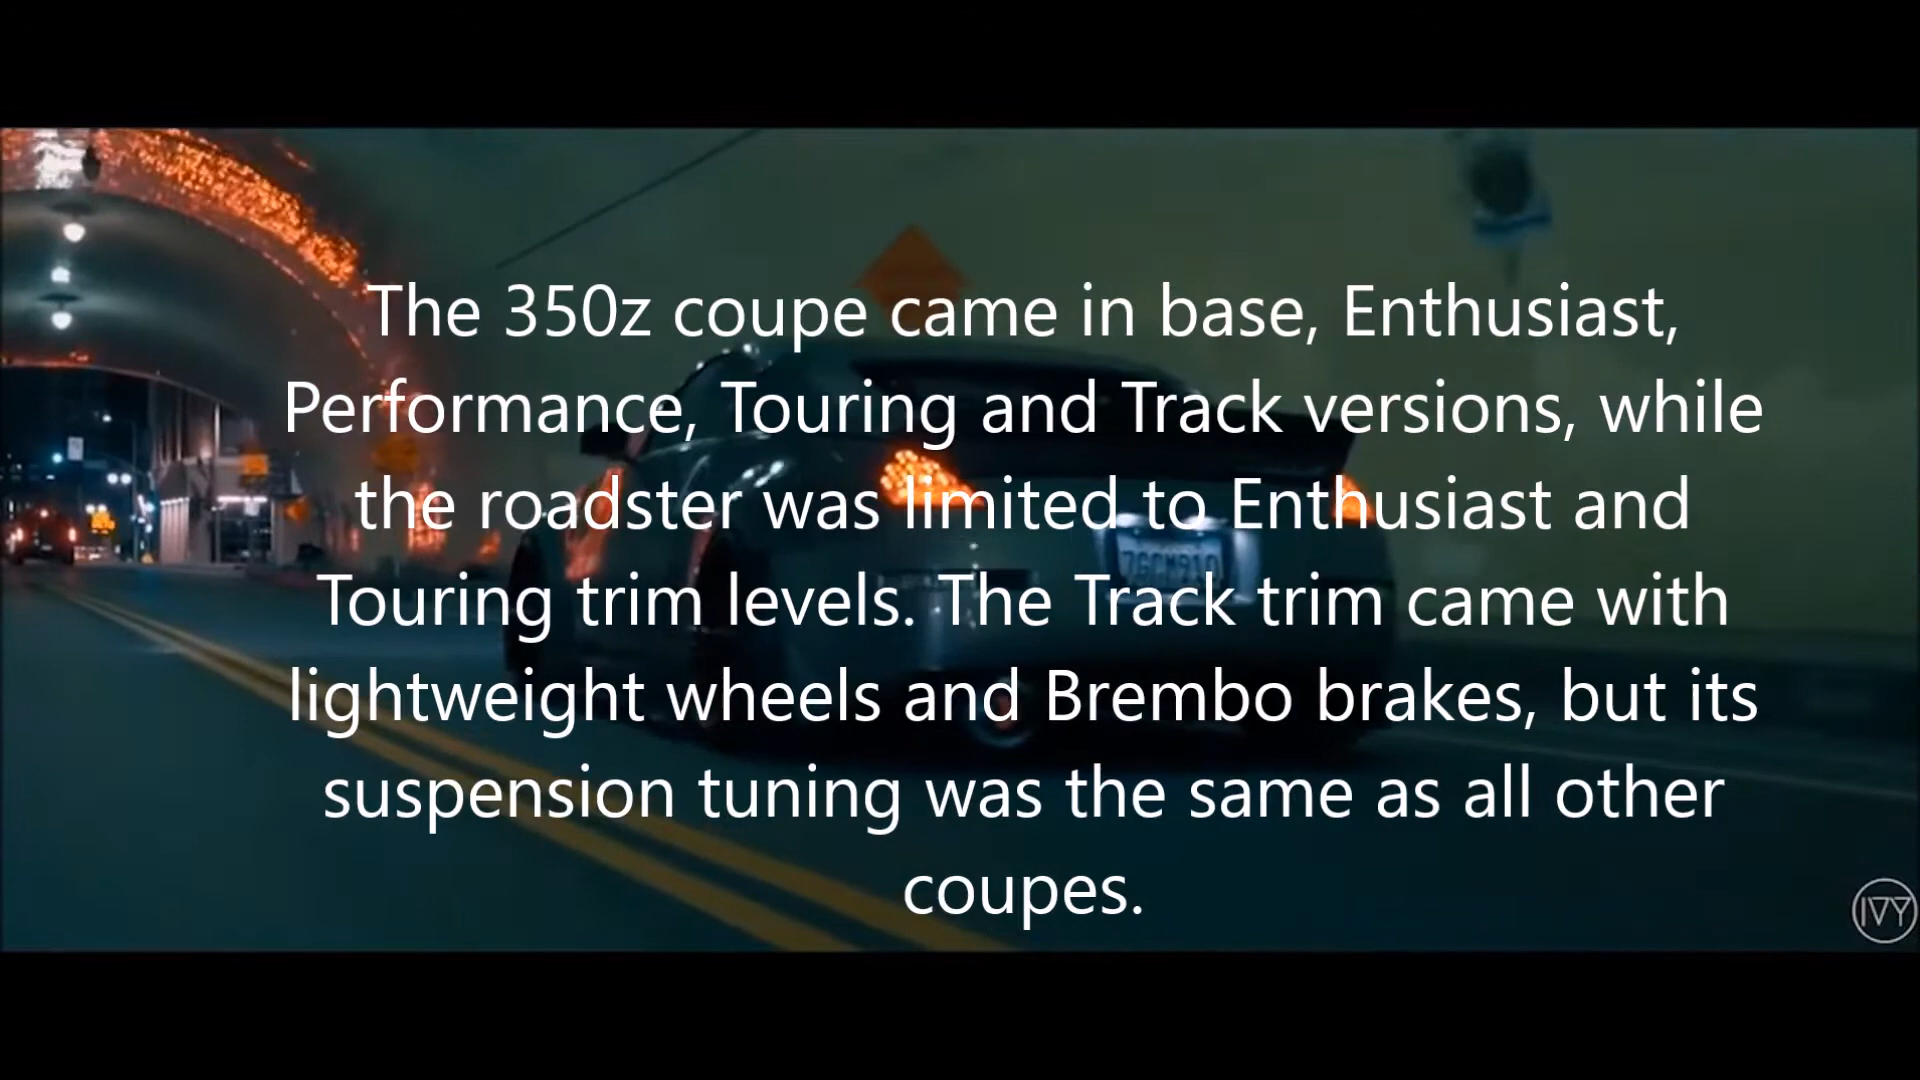 The 350z coupe came in base, Enthusiast,
Performance, Touring and Track versions, while
the roadster was limited to Enthusiast and
Touring trim levels. The Track trim came with
lightweight wheels and Brembo brakes, but its
suspension tuning was the same as all other
coupes.
IVY